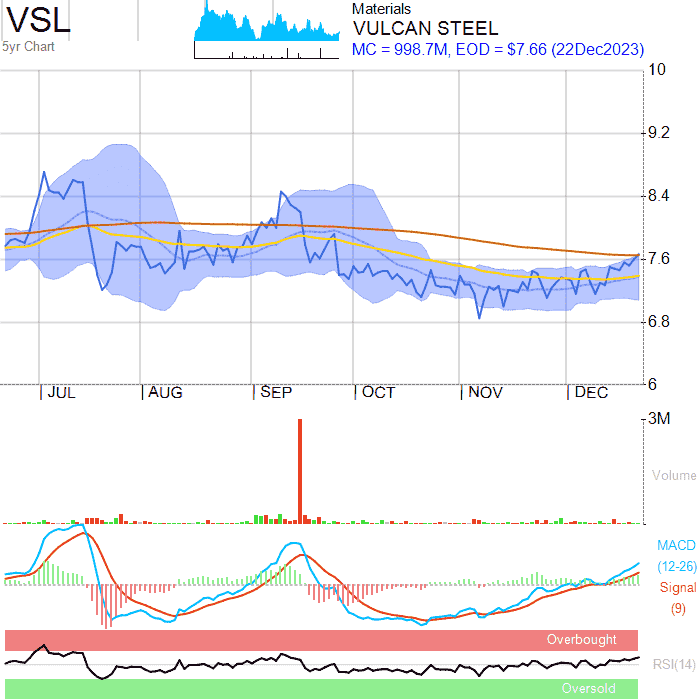 VSL
5yr Chart
Materials
VULCAN STEEL
MC = 998.7M, EOD = $7.66 (22Dec2023)
10
9.2
8.4
7.6
6.8
6
JUL AUG SEP OCT NOV DEC
3M
Volume
MACD
(12-26)
Signal
(9)
Overbought
RSI(14)
Oversold